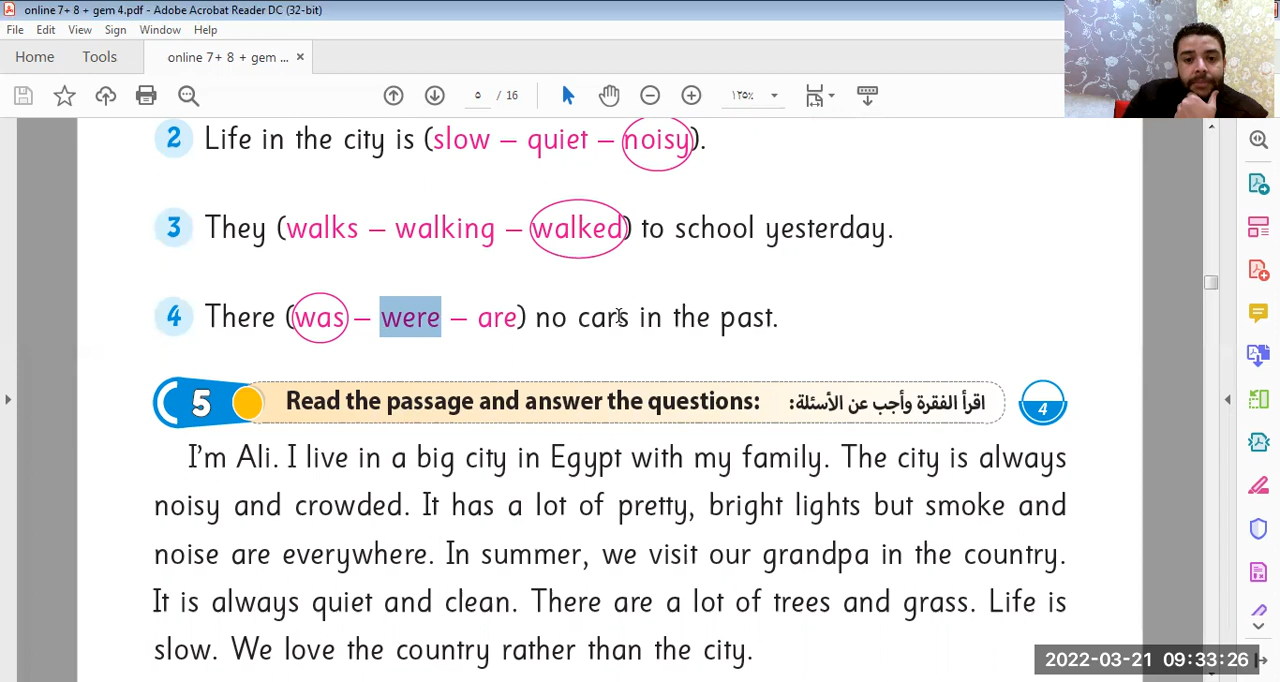 online 7+ 8 + gem 4.pdf - Adobe Acrobat Reader DC (32-bit)
File Edit View Sign Window Help
Home Tools online 7+ 8 + gem ... ×
٥ / 16 ١٢٥%
2 Life in the city is (slow – quiet – noisy).
3 They (walks – walking – walked) to school yesterday.
4 There (was – were – are) no cars in the past.
5 Read the passage and answer the questions: اقرأ الفقرة وأجب عن الأسئلة: 4
I'm Ali. I live in a big city in Egypt with my family. The city is always
noisy and crowded. It has a lot of pretty, bright lights but smoke and
noise are everywhere. In summer, we visit our grandpa in the country.
It is always quiet and clean. There are a lot of trees and grass. Life is
slow. We love the country rather than the city.
2022-03-21 09:33:26